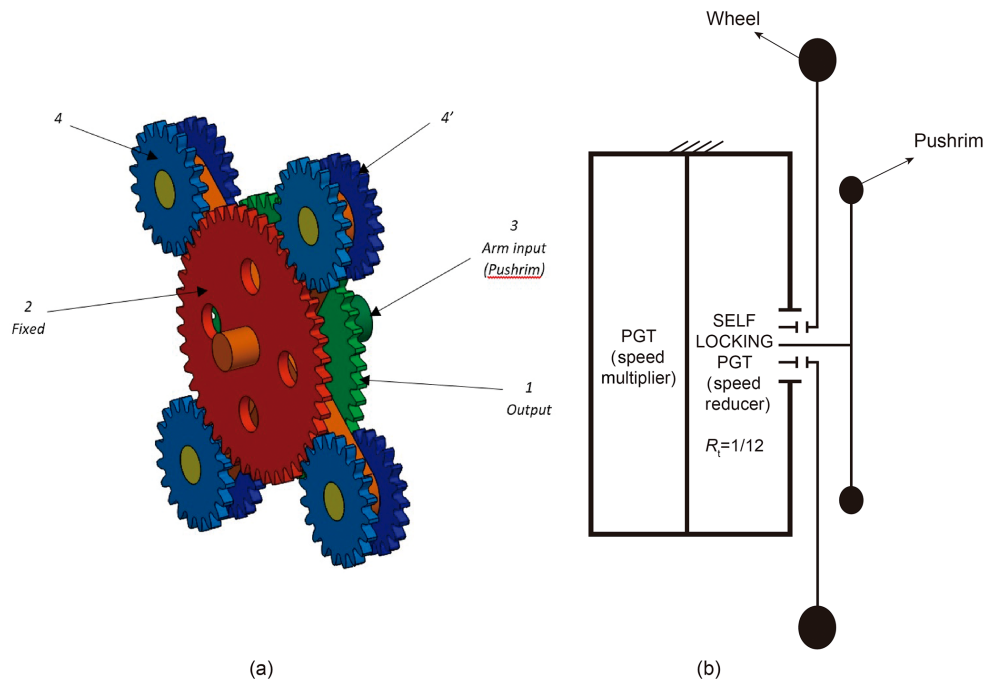 4
4'
3
Arm input
(Pushrim)
2
Fixed
1
Output
(a)
Wheel
Pushrim
PGT
(speed
multiplier)
SELF
LOCKING
PGT
(speed
reducer)
Rt=1/12
(b)